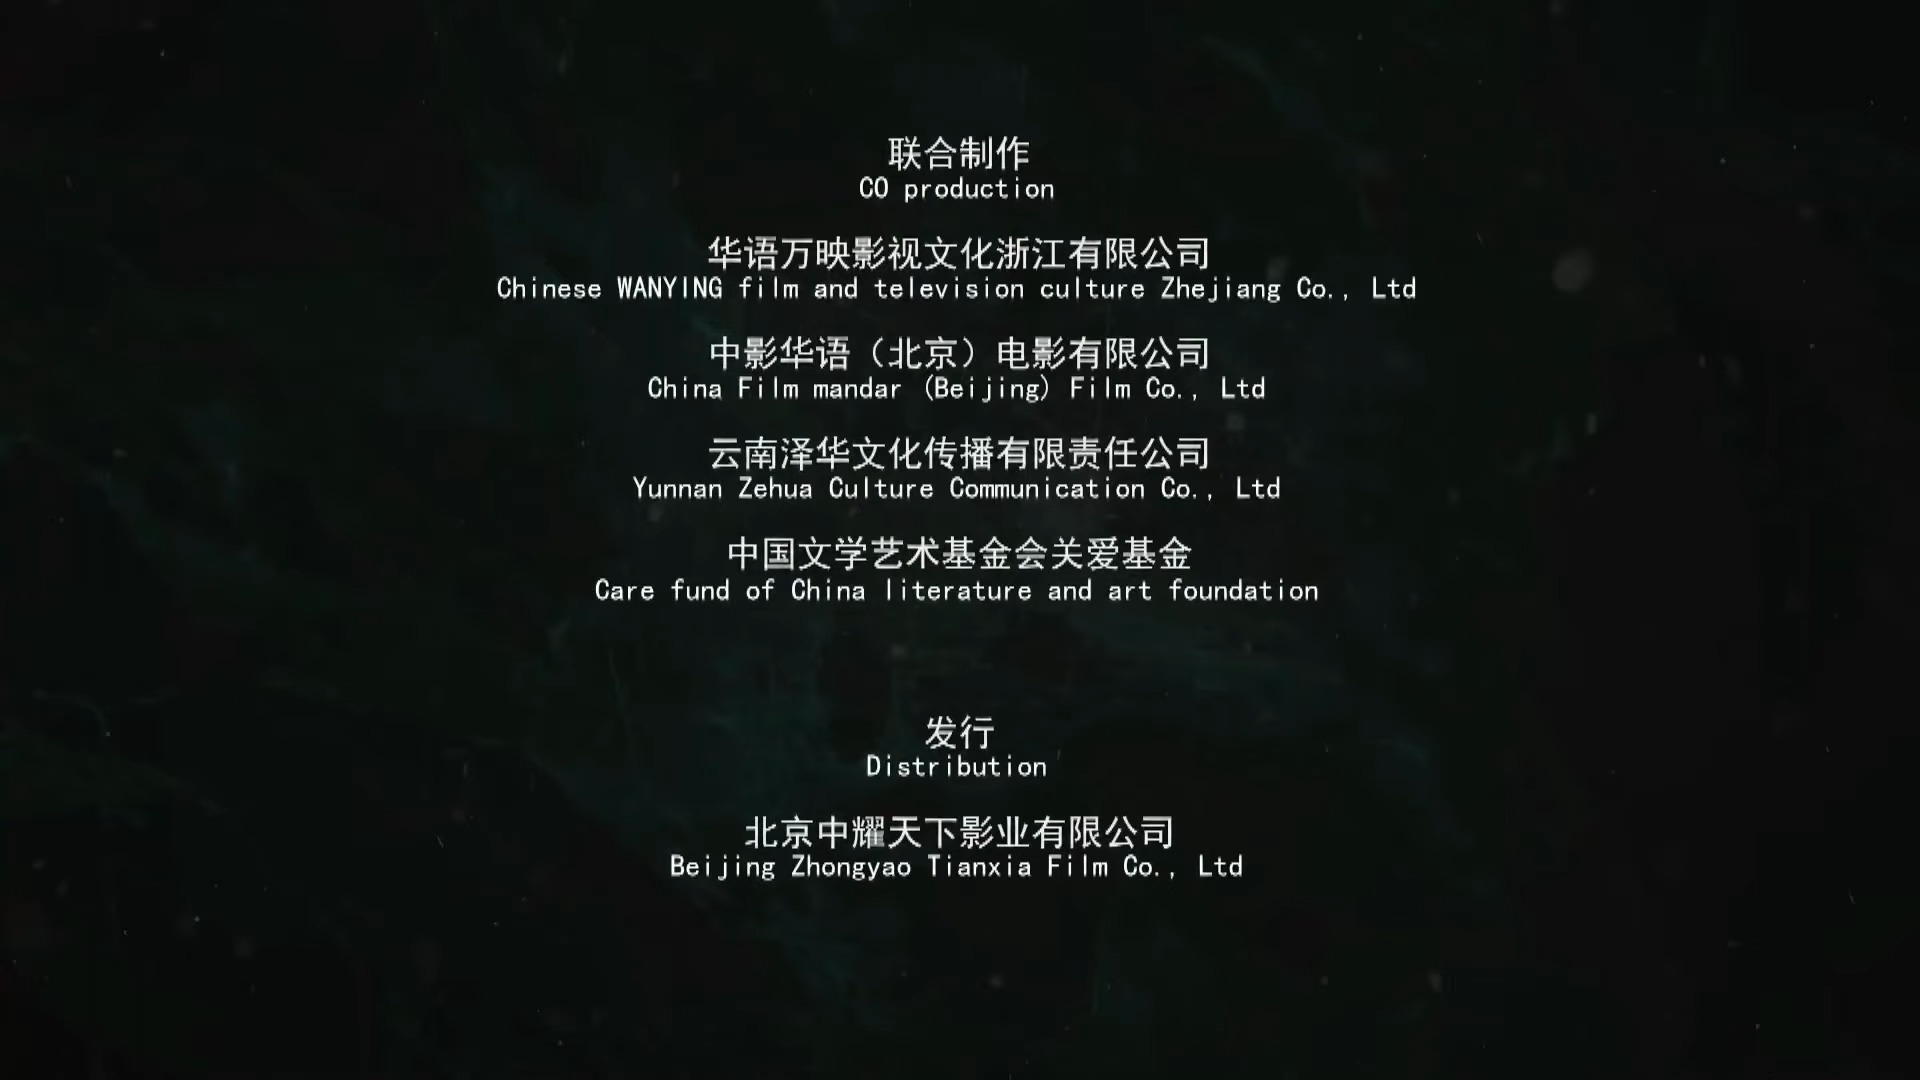 联合制作
CO production
华语万映影视文化浙江有限公司
Chinese WANYING film and television culture Zhejiang Co., Ltd
中影华语（北京）电影有限公司
China Film mandar (Beijing) Film Co., Ltd
云南泽华文化传播有限责任公司
Yunnan Zehua Culture Communication Co., Ltd
中国文学艺术基金会关爱基金
Care fund of China literature and art foundation
发行
Distribution
北京中耀天下影业有限公司
Beijing Zhongyao Tianxia Film Co., Ltd